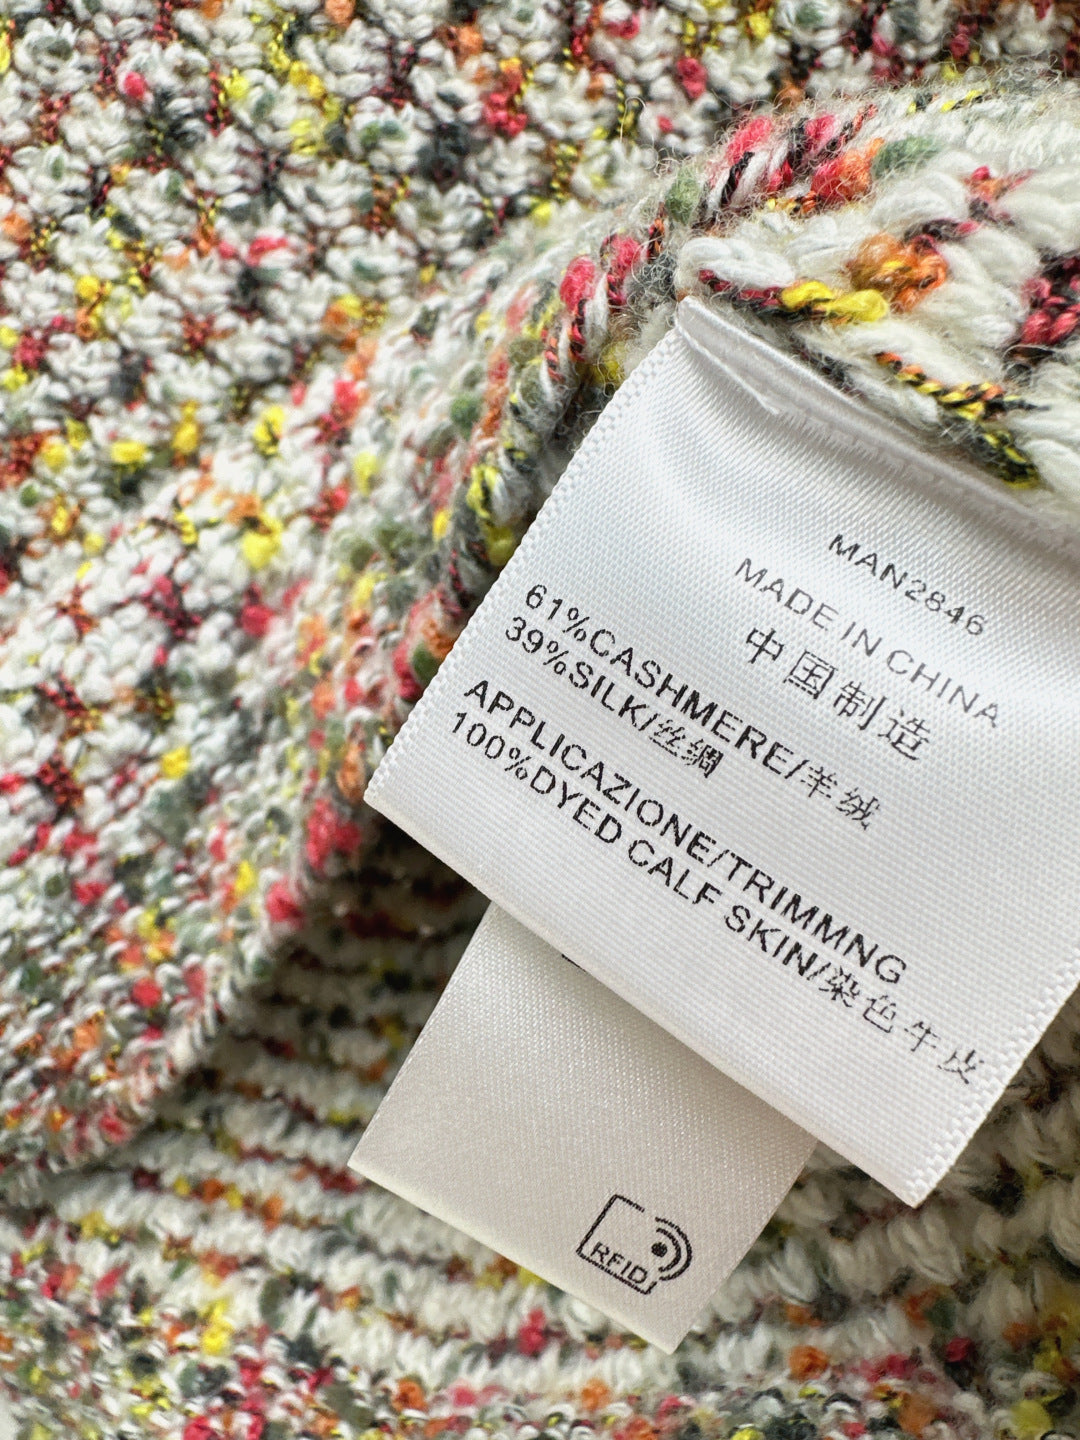 MAN2846
MADE IN CHINA
中国制造
61%CASHMERE/羊绒
39%SILK/丝绸
APPLICAZIONE/TRIMMNG
100%DYED CALF SKIN/染色牛皮
RFID